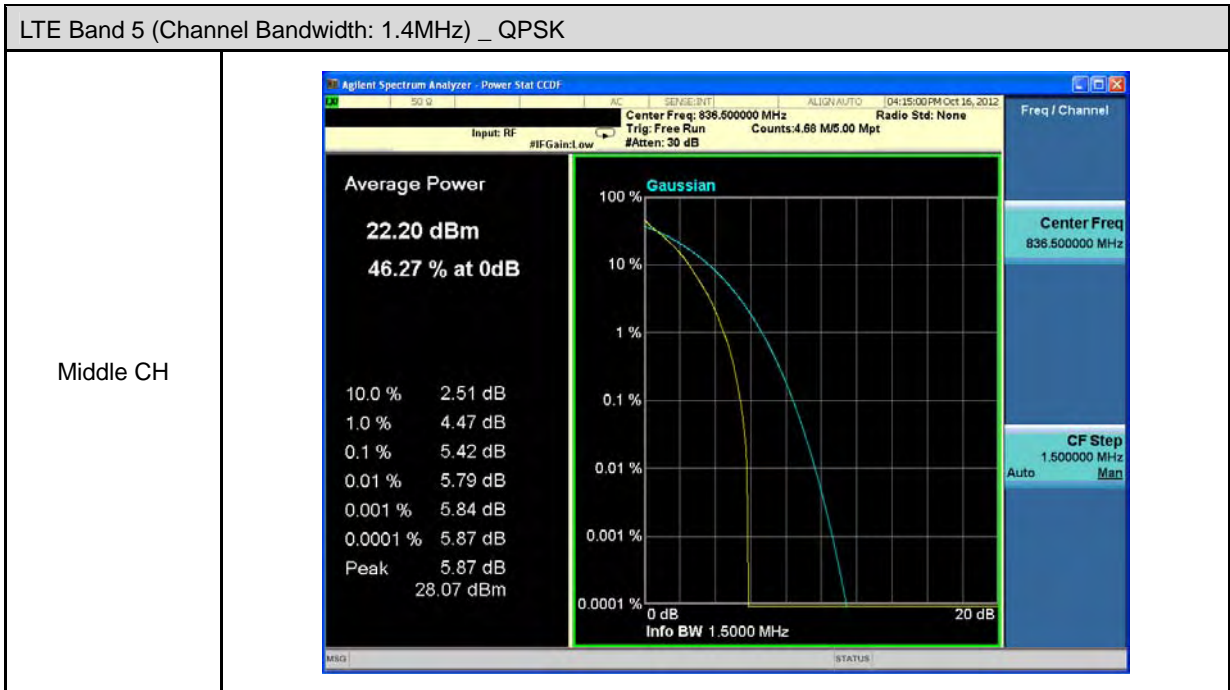 LTE Band 5 (Channel Bandwidth: 1.4MHz) _ QPSK
Middle CH
Agilent Spectrum Analyzer - Power Stat CCDF
50 Ω AC SENSE:INT ALIGN AUTO 04:15:00 PM Oct 16, 2012
Center Freq: 836.500000 MHz Radio Std: None
Input: RF Trig: Free Run Counts:4.68 M/5.00 Mpt
#IFGain:Low #Atten: 30 dB
Freq / Channel
Average Power
22.20 dBm
46.27 % at 0dB
10.0 % 2.51 dB
1.0 % 4.47 dB
0.1 % 5.42 dB
0.01 % 5.79 dB
0.001 % 5.84 dB
0.0001 % 5.87 dB
Peak 5.87 dB
28.07 dBm
Gaussian
100 %
10 %
1 %
0.1 %
0.01 %
0.001 %
0.0001 %
0 dB 20 dB
Info BW 1.5000 MHz
Center Freq
836.500000 MHz
CF Step
1.500000 MHz
Auto Man
MSG STATUS